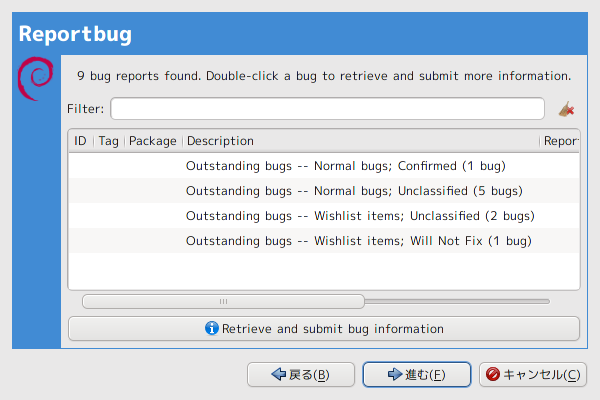 Reportbug
9 bug reports found. Double-click a bug to retrieve and submit more information.
Filter:
ID Tag Package Description Repor
Outstanding bugs -- Normal bugs; Confirmed (1 bug)
Outstanding bugs -- Normal bugs; Unclassified (5 bugs)
Outstanding bugs -- Wishlist items; Unclassified (2 bugs)
Outstanding bugs -- Wishlist items; Will Not Fix (1 bug)
Retrieve and submit bug information
戻る(B) 進む(F) キャンセル(C)